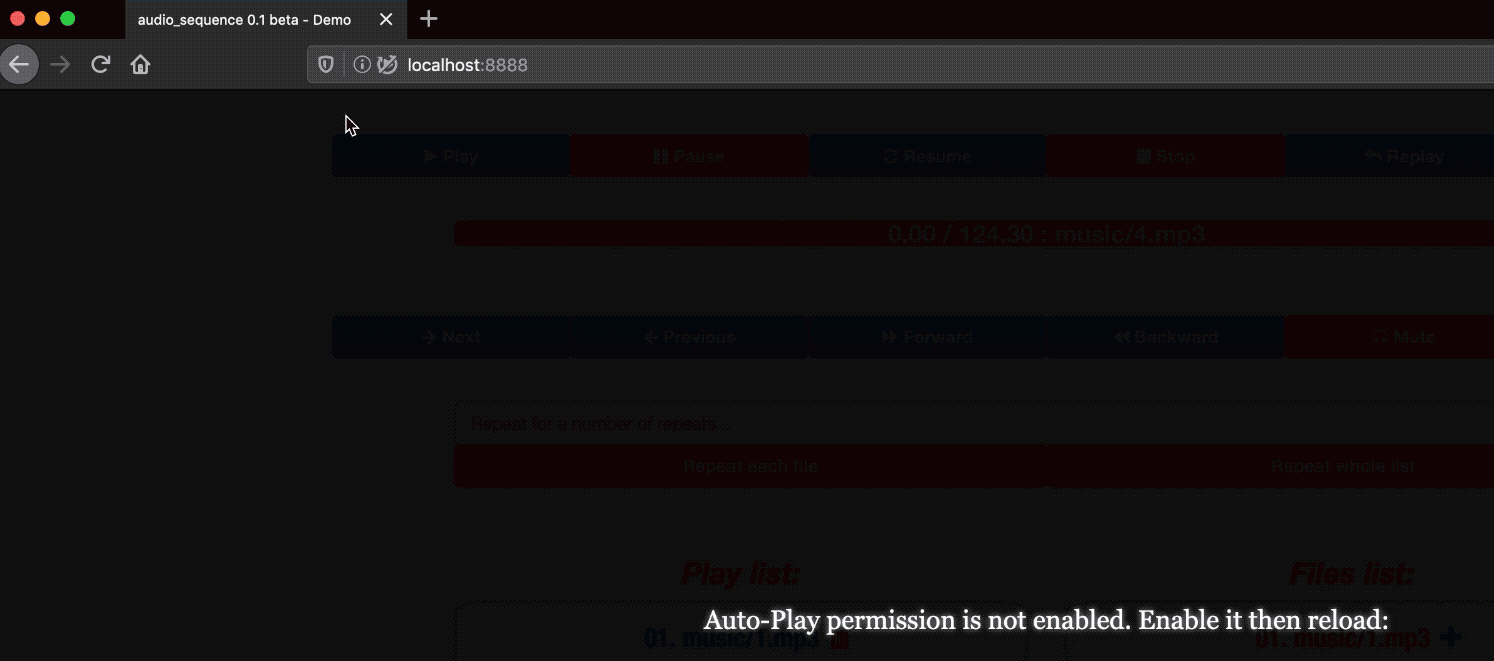 audio_sequence 0.1 beta - Demo
localhost:8888
Play Pause Resume Stop Replay
0.00 / 124.30 : music/4.mp3
Next Previous Forward Backward Mute
Repeat for a number of repeats ..
Repeat each file Repeat whole list
Play list: Files list:
Auto-Play permission is not enabled. Enable it then reload:
01. music/1.mp3 01. music/1.mp3